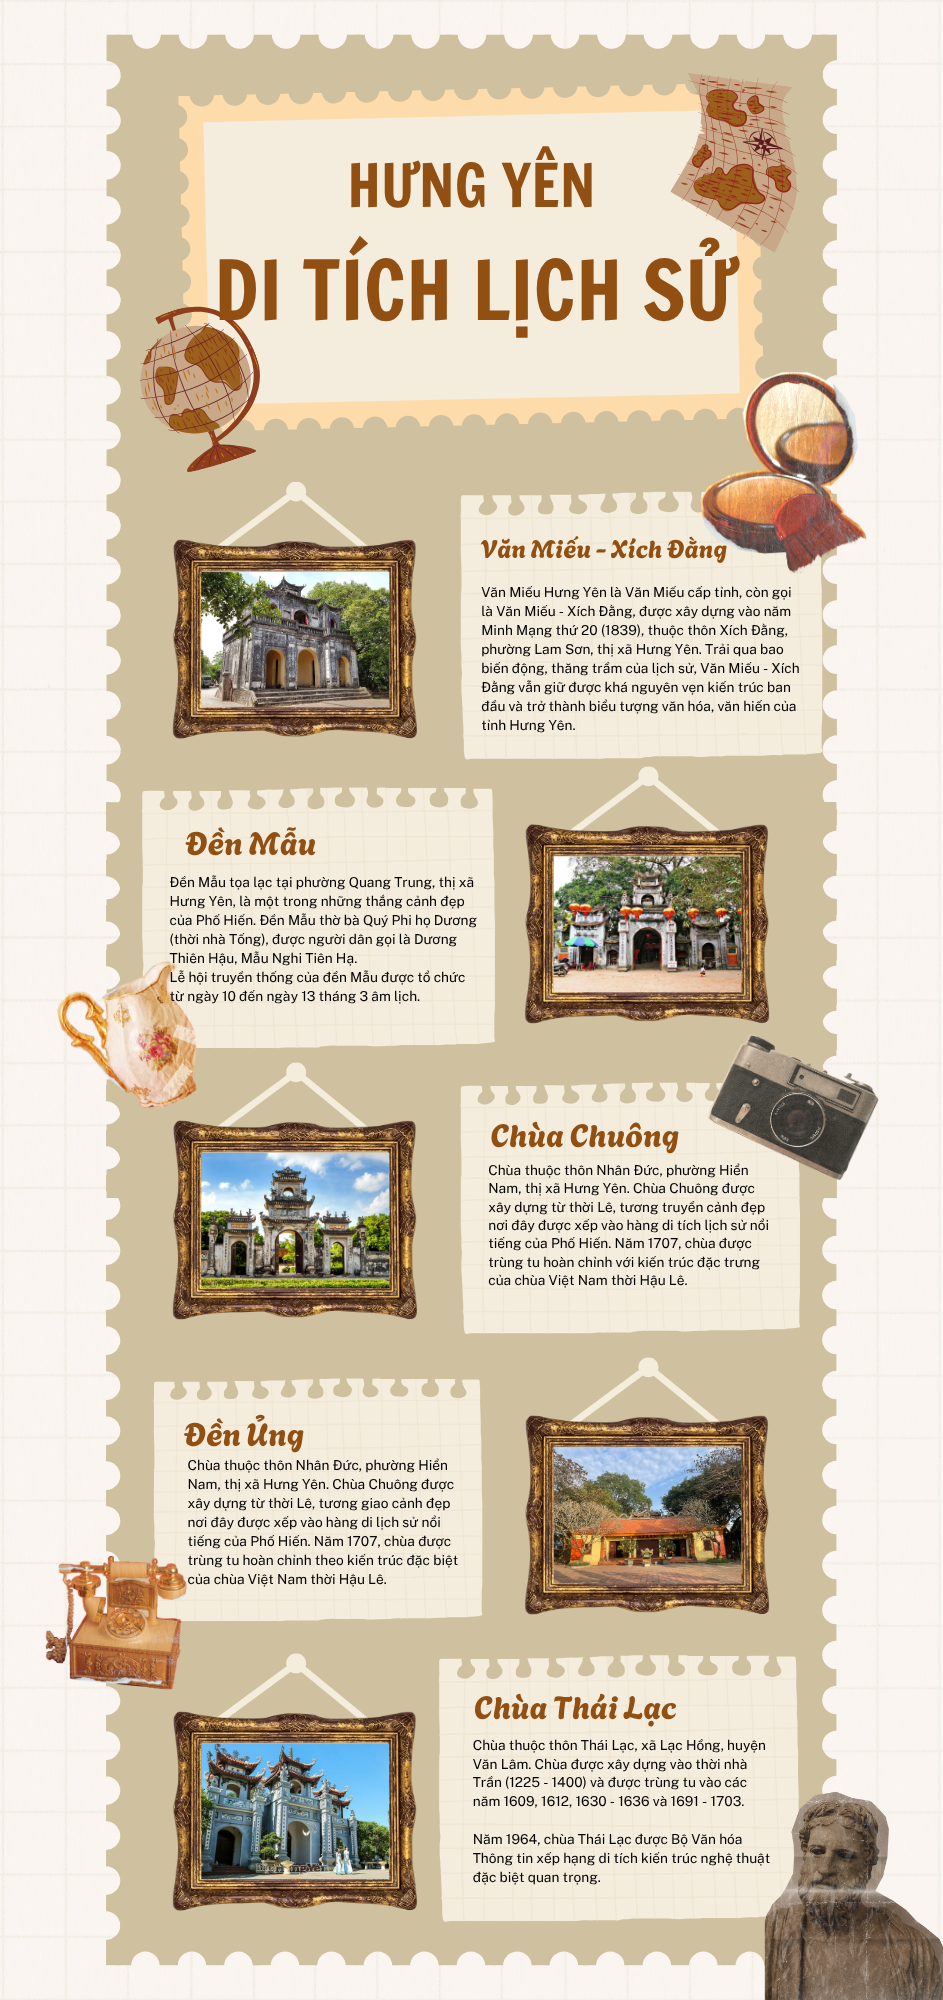 HƯNG YÊN
DI TÍCH LỊCH SỬ
Văn Miếu - Xích Đằng
Văn Miếu Hưng Yên là Văn Miếu cấp tỉnh, còn gọi
là Văn Miếu - Xích Đằng, được xây dựng vào năm
Minh Mạng thứ 20 (1839), thuộc thôn Xích Đằng,
phường Lam Sơn, thị xã Hưng Yên. Trải qua bao
biến động, thăng trầm của lịch sử, Văn Miếu - Xích
Đằng vẫn giữ được khá nguyên vẹn kiến trúc ban
đầu và trở thành biểu tượng văn hóa, văn hiến của
tỉnh Hưng Yên.
Đền Mẫu
Đền Mẫu tọa lạc tại phường Quang Trung, thị xã
Hưng Yên, là một trong những thắng cảnh đẹp
của Phố Hiến. Đền Mẫu thờ bà Quý Phi họ Dương
(thời nhà Tống), được người dân gọi là Dương
Thiên Hậu, Mẫu Nghi Tiên Hạ.
Lễ hội truyền thống của đền Mẫu được tổ chức
từ ngày 10 đến ngày 13 tháng 3 âm lịch.
Chùa Chuông
Chùa thuộc thôn Nhân Đức, phường Hiến
Nam, thị xã Hưng Yên. Chùa Chuông được
xây dựng từ thời Lê, tương truyền cảnh đẹp
nơi đây được xếp vào hàng di tích lịch sử nổi
tiếng của Phố Hiến. Năm 1707, chùa được
trùng tu hoàn chỉnh với kiến trúc đặc trưng
của chùa Việt Nam thời Hậu Lê.
Đền Ủng
Chùa thuộc thôn Nhân Đức, phường Hiến
Nam, thị xã Hưng Yên. Chùa Chuông được
xây dựng từ thời Lê, tương giao cảnh đẹp
nơi đây được xếp vào hàng di lịch sử nổi
tiếng của Phố Hiến. Năm 1707, chùa được
trùng tu hoàn chỉnh theo kiến trúc đặc biệt
của chùa Việt Nam thời Hậu Lê.
Chùa Thái Lạc
Chùa thuộc thôn Thái Lạc, xã Lạc Hồng, huyện
Văn Lâm. Chùa được xây dựng vào thời nhà
Trần (1225 - 1400) và được trùng tu vào các
năm 1609, 1612, 1630 - 1636 và 1691 - 1703.
Năm 1964, chùa Thái Lạc được Bộ Văn hóa
Thông tin xếp hạng di tích kiến trúc nghệ thuật
đặc biệt quan trọng.